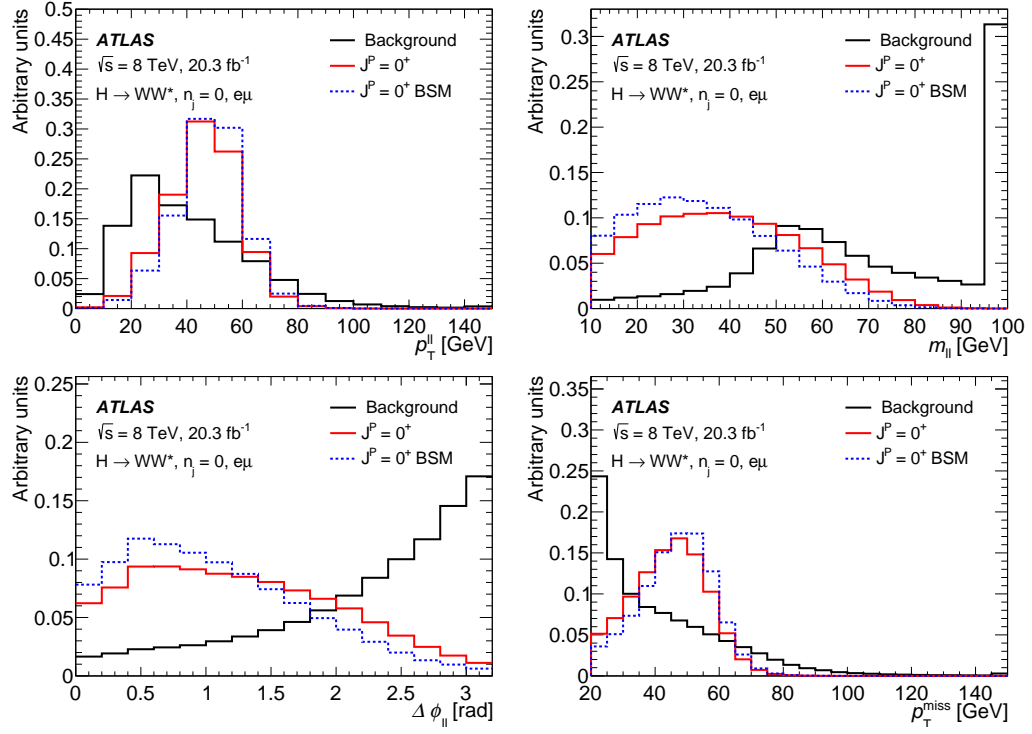 Arbitrary units
0.5
0.45
0.4
0.35
0.3
0.25
0.2
0.15
0.1
0.05
0
ATLAS
√s = 8 TeV, 20.3 fb⁻¹
H → WW*, n_j = 0, eμ
Background
J^P = 0⁺
J^P = 0⁺ BSM
0 20 40 60 80 100 120 140
p_T^ll [GeV]
Arbitrary units
0.3
0.25
0.2
0.15
0.1
0.05
0
ATLAS
√s = 8 TeV, 20.3 fb⁻¹
H → WW*, n_j = 0, eμ
Background
J^P = 0⁺
J^P = 0⁺ BSM
10 20 30 40 50 60 70 80 90 100
m_ll [GeV]
Arbitrary units
0.25
0.2
0.15
0.1
0.05
0
ATLAS
√s = 8 TeV, 20.3 fb⁻¹
H → WW*, n_j = 0, eμ
Background
J^P = 0⁺
J^P = 0⁺ BSM
0 0.5 1 1.5 2 2.5 3
Δ ϕ_ll [rad]
Arbitrary units
0.35
0.3
0.25
0.2
0.15
0.1
0.05
0
ATLAS
√s = 8 TeV, 20.3 fb⁻¹
H → WW*, n_j = 0, eμ
Background
J^P = 0⁺
J^P = 0⁺ BSM
20 40 60 80 100 120 140
p_T^miss [GeV]